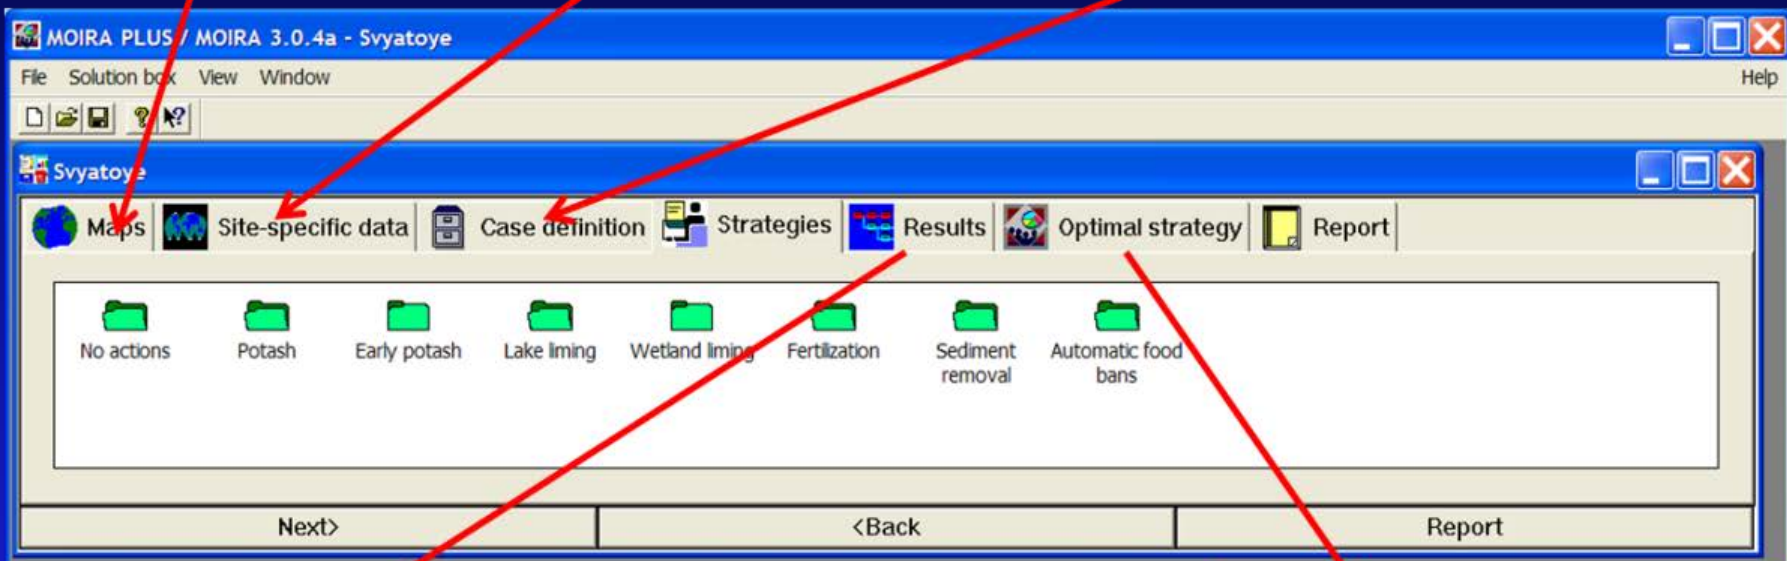 MOIRA PLUS / MOIRA 3.0.4a - Svyatoye
File Solution box View Window Help
Svyatoye
Maps Site-specific data Case definition Strategies Results Optimal strategy Report
No actions Potash Early potash Lake liming Wetland liming Fertilization Sediment Automatic food
removal bans
Next> <Back Report